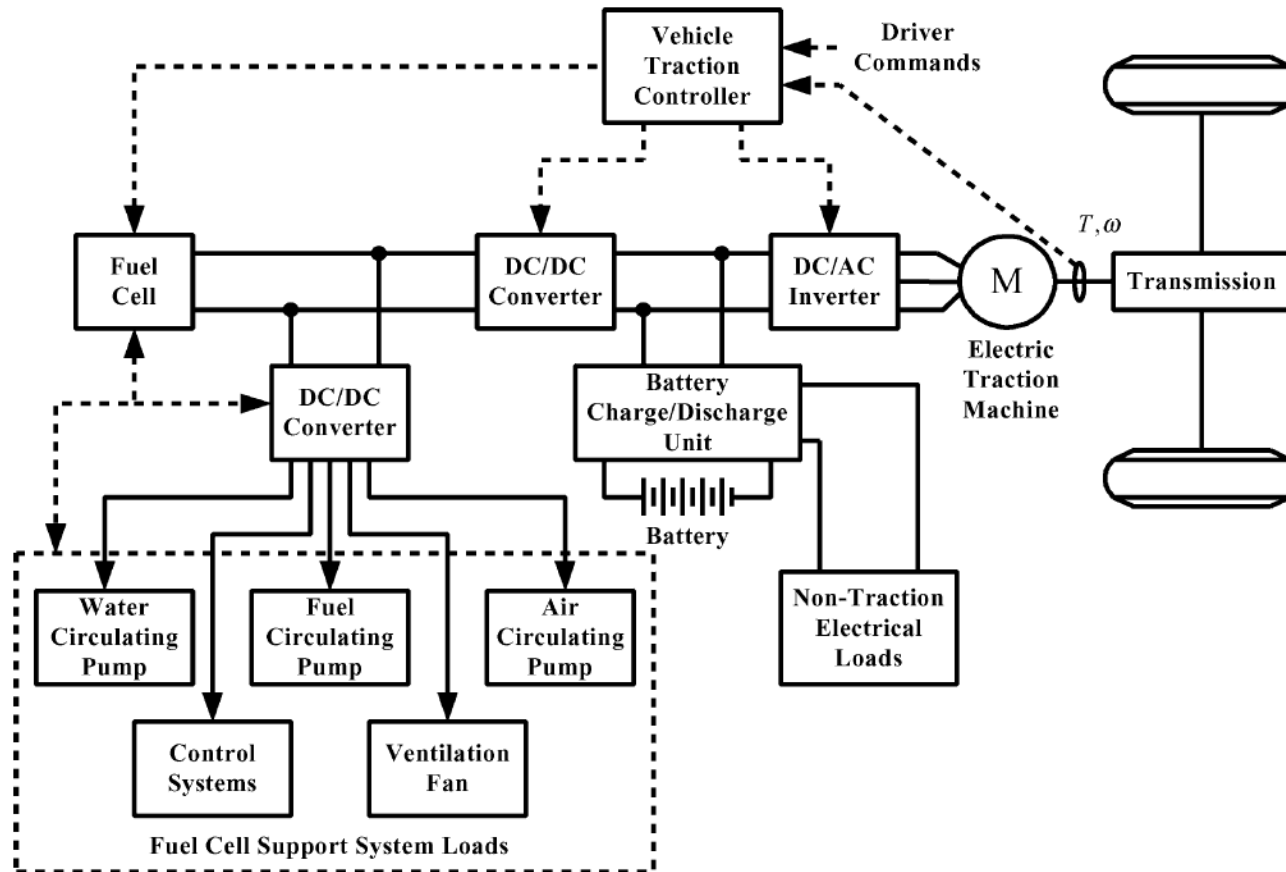 Vehicle
Traction
Controller
Driver
Commands
T,ω
Fuel
Cell
DC/DC
Converter
DC/AC
Inverter
M
Transmission
Electric
Traction
Machine
DC/DC
Converter
Battery
Charge/Discharge
Unit
Battery
Water
Circulating
Pump
Fuel
Circulating
Pump
Air
Circulating
Pump
Non-Traction
Electrical
Loads
Control
Systems
Ventilation
Fan
Fuel Cell Support System Loads